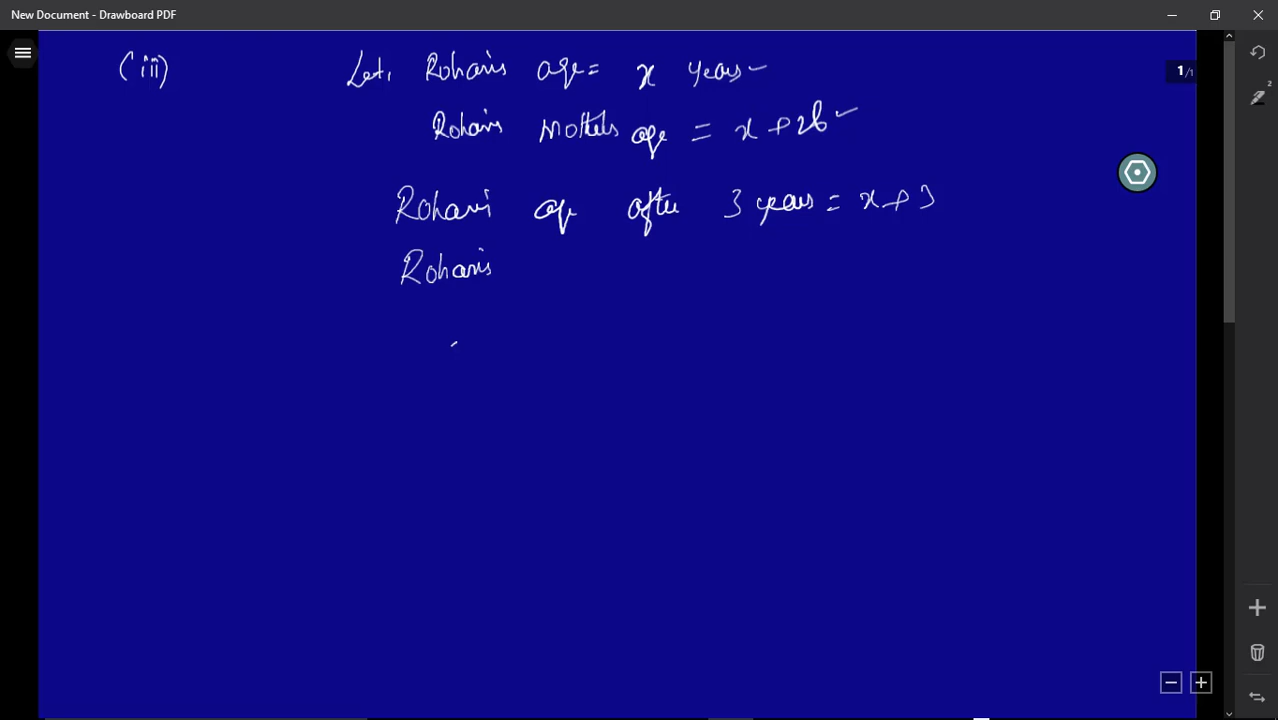 New Document - Drawboard PDF
1/1
2
(iii) Let, Rohan's age = x years
Rohan's Mother's age = x + 26
Rohan's age after 3 years = x + 3
Rohan's